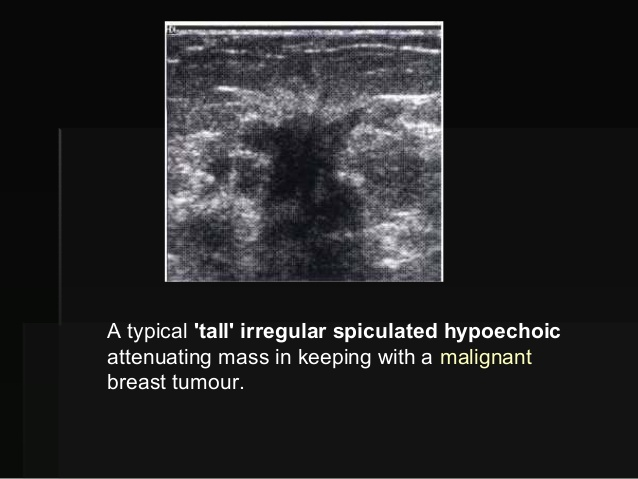 A typical 'tall' irregular spiculated hypoechoic
attenuating mass in keeping with a malignant
breast tumour.